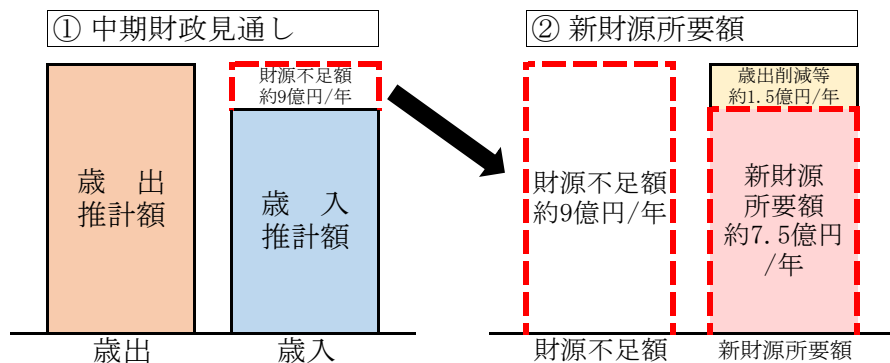 ① 中期財政見通し
財源不足額
約9億円/年
歳　出
推計額
歳　入
推計額
歳出
歳入
② 新財源所要額
財源不足額
約9億円/年
歳出削減等
約1.5億円/年
新財源
所要額
約7.5億円
/年
財源不足額
新財源所要額